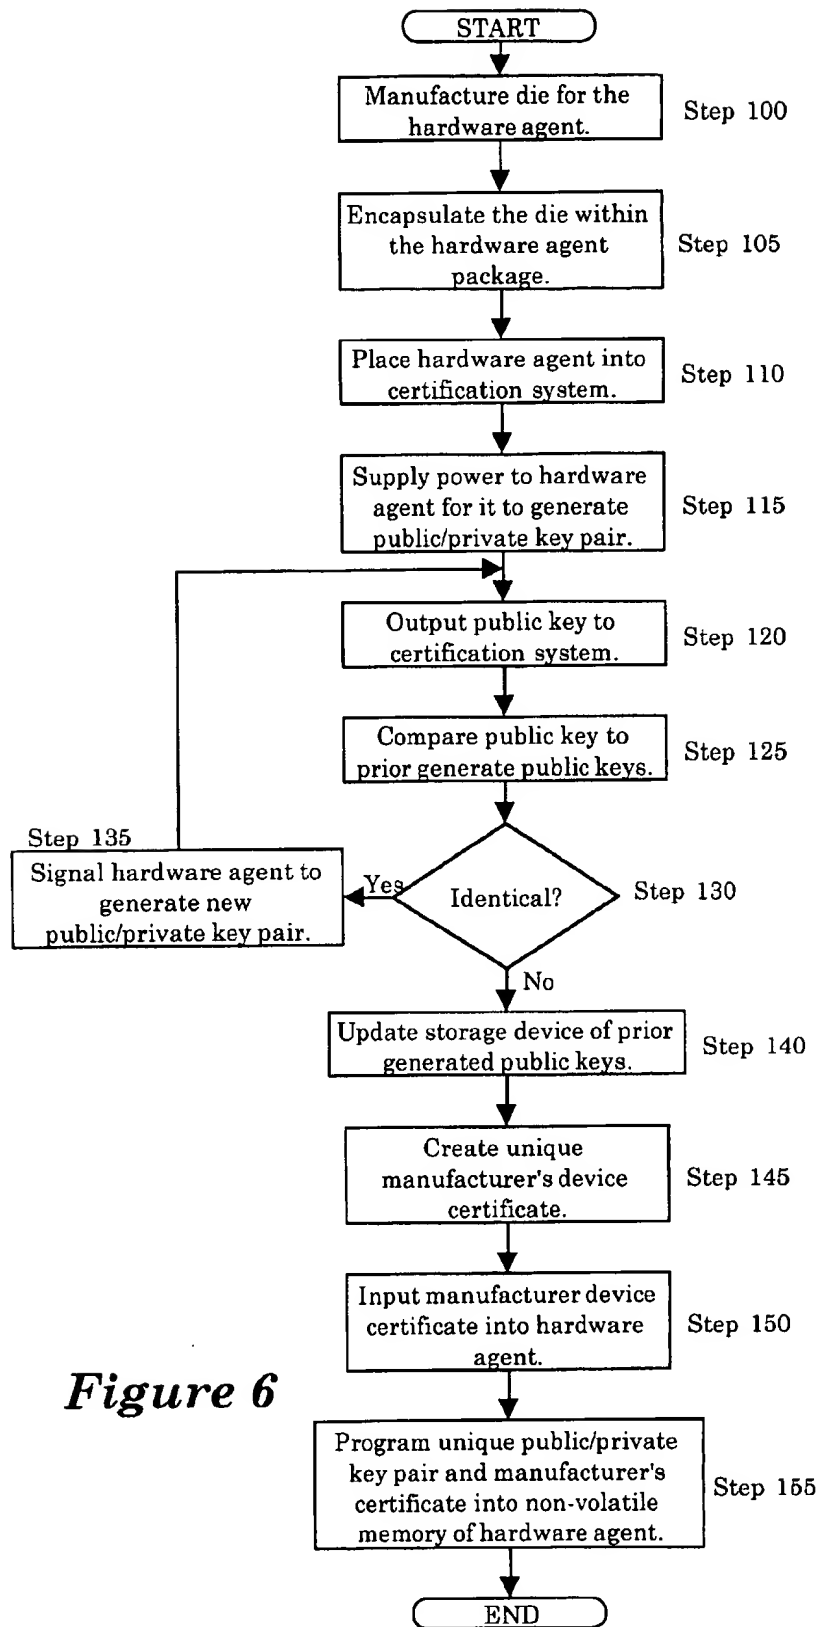 START
Manufacture die for the
hardware agent.
Step 100
Encapsulate the die within
the hardware agent
package.
Step 105
Place hardware agent into
certification system.
Step 110
Supply power to hardware
agent for it to generate
public/private key pair.
Step 115
Output public key to
certification system.
Step 120
Compare public key to
prior generate public keys.
Step 125
Step 135
Signal hardware agent to
generate new
public/private key pair.
Yes
Identical?
Step 130
No
Update storage device of prior
generated public keys.
Step 140
Create unique
manufacturer's device
certificate.
Step 145
Input manufacturer device
certificate into hardware
agent.
Step 150
Figure 6
Program unique public/private
key pair and manufacturer's
certificate into non-volatile
memory of hardware agent.
Step 155
END